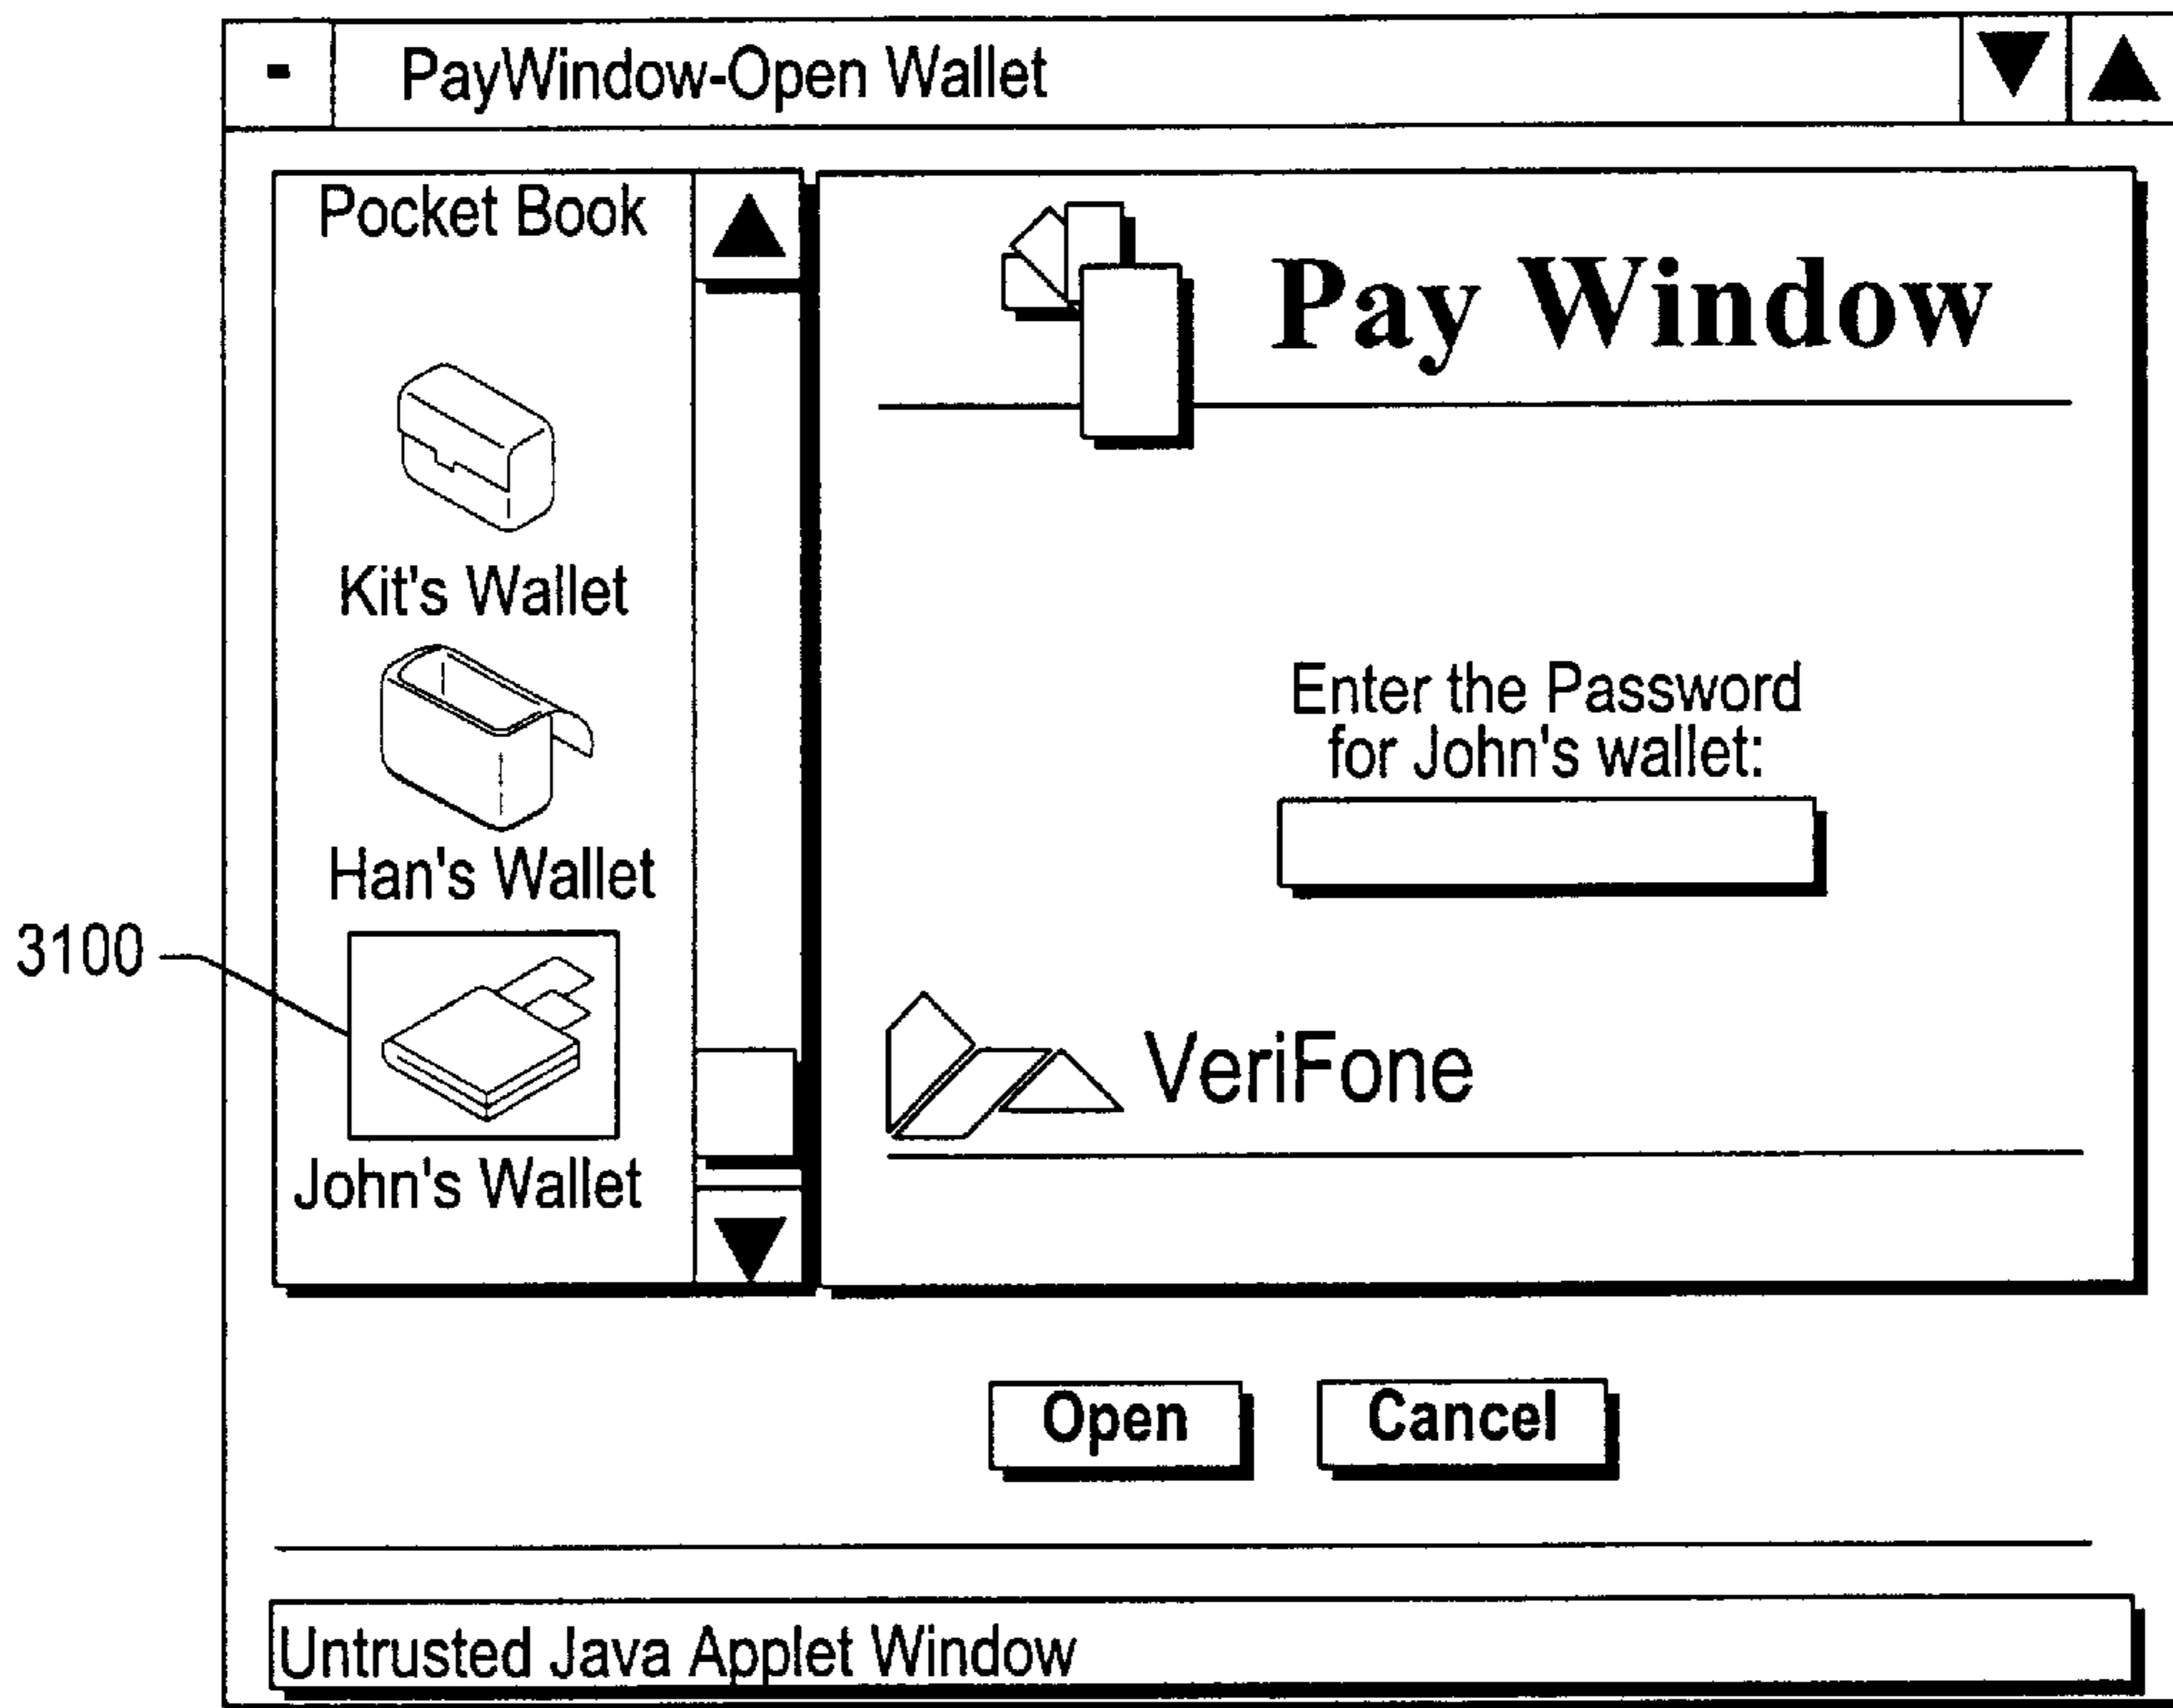 PayWindow-Open Wallet
Pocket Book
Kit's Wallet
Han's Wallet
3100
John's Wallet
Pay Window
Enter the Password
for John's wallet:
VeriFone
Open
Cancel
Untrusted Java Applet Window